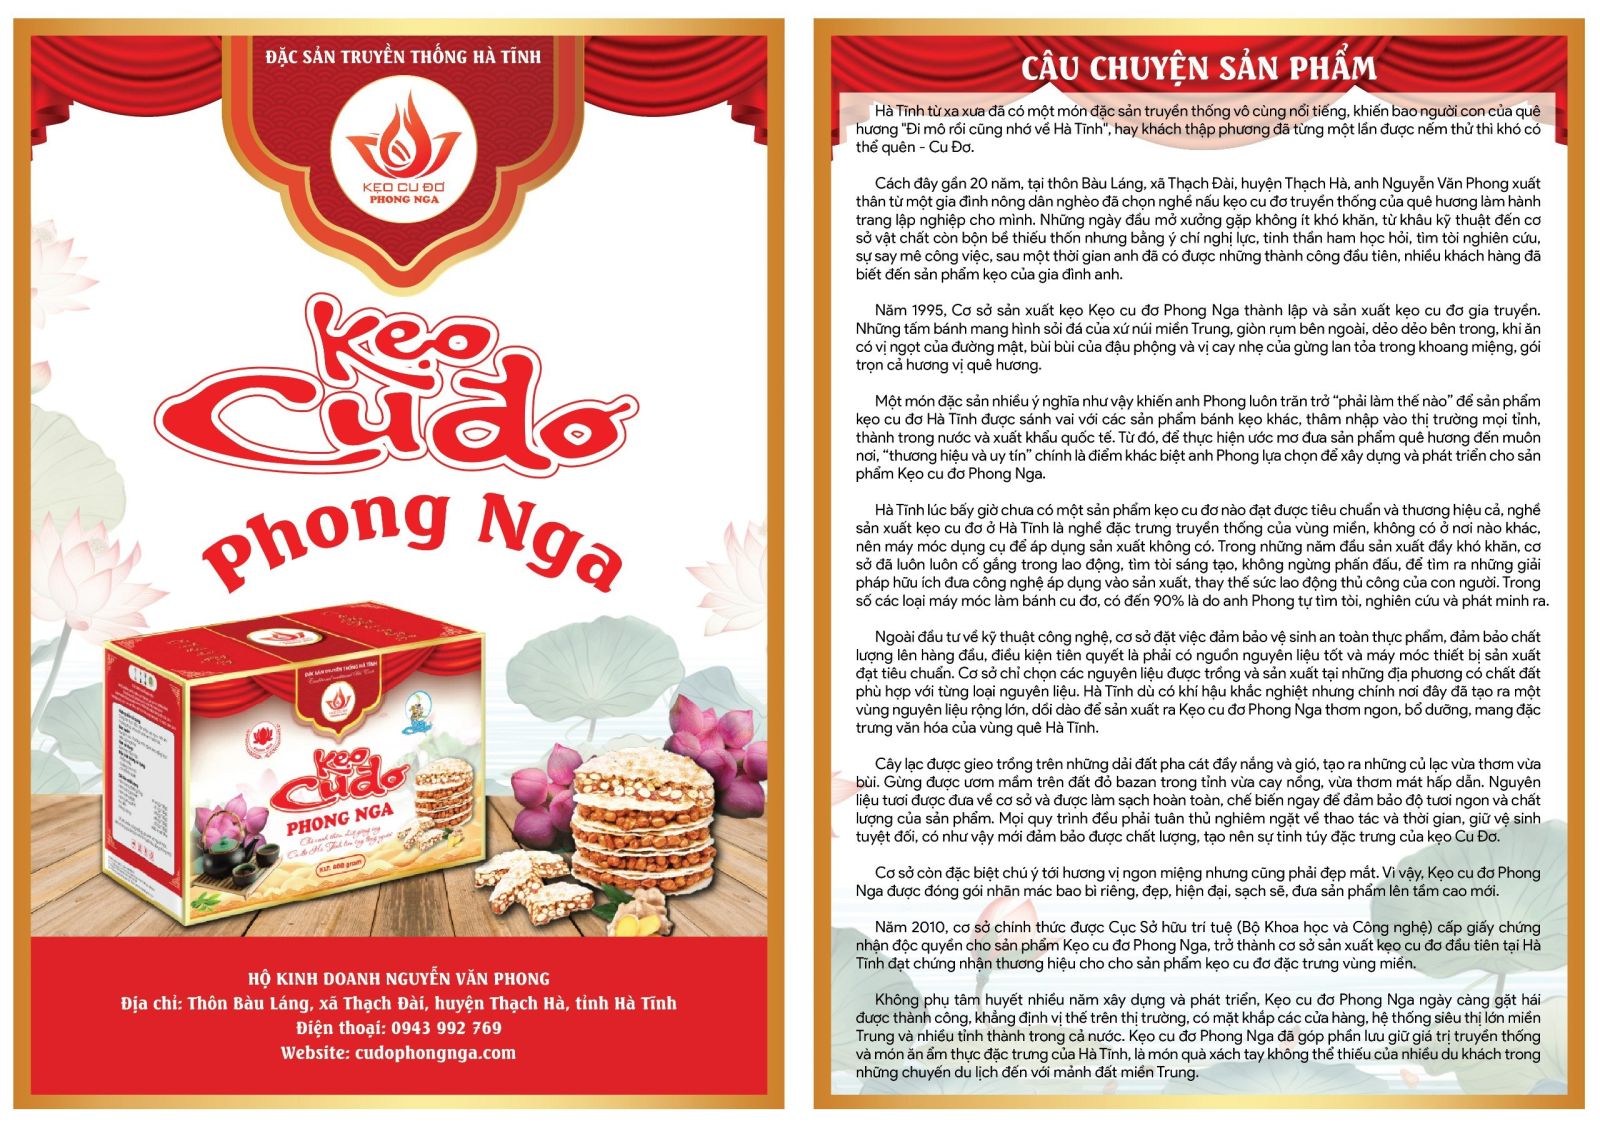 ĐẶC SẢN TRUYỀN THỐNG HÀ TĨNH
KẸO CU ĐƠ
PHONG NGA
Kẹo
Cu đơ
Phong Nga
ĐẶC SẢN TRUYỀN THỐNG HÀ TĨNH
KẸO CU ĐƠ
Kẹo
Cu đơ
PHONG NGA
HỘ KINH DOANH NGUYỄN VĂN PHONG
Địa chỉ: Thôn Bàu Láng, xã Thạch Đài, huyện Thạch Hà, tỉnh Hà Tĩnh
Điện thoại: 0943 992 769
Website: cudophongnga.com
CÂU CHUYỆN SẢN PHẨM
Hà Tĩnh từ xa xưa đã có một món đặc sản truyền thống vô cùng nổi tiếng, khiến bao người con của quê
hương "Đi mô rồi cũng nhớ về Hà Tĩnh", hay khách thập phương đã từng một lần được nếm thử thì khó có
thể quên - Cu Đơ.
Cách đây gần 20 năm, tại thôn Bàu Láng, xã Thạch Đài, huyện Thạch Hà, anh Nguyễn Văn Phong xuất
thân từ một gia đình nông dân nghèo đã chọn nghề nấu kẹo cu đơ truyền thống của quê hương làm hành
trang lập nghiệp cho mình. Những ngày đầu mở xưởng gặp không ít khó khăn, từ khâu kỹ thuật đến cơ
sở vật chất còn bộn bề thiếu thốn nhưng bằng ý chí nghị lực, tinh thần ham học hỏi, tìm tòi nghiên cứu,
sự say mê công việc, sau một thời gian anh đã có được những thành công đầu tiên, nhiều khách hàng đã
biết đến sản phẩm kẹo của gia đình anh.
Năm 1995, Cơ sở sản xuất kẹo Kẹo cu đơ Phong Nga thành lập và sản xuất kẹo cu đơ gia truyền.
Những tấm bánh mang hình sỏi đá của xứ núi miền Trung, giòn rụm bên ngoài, dẻo dẻo bên trong, khi ăn
có vị ngọt của đường mật, bùi bùi của đậu phộng và vị cay nhẹ của gừng lan tỏa trong khoang miệng, gói
trọn cả hương vị quê hương.
Một món đặc sản nhiều ý nghĩa như vậy khiến anh Phong luôn trăn trở “phải làm thế nào” để sản phẩm
kẹo cu đơ Hà Tĩnh được sánh vai với các sản phẩm bánh kẹo khác, thâm nhập vào thị trường mọi tỉnh,
thành trong nước và xuất khẩu quốc tế. Từ đó, để thực hiện ước mơ đưa sản phẩm quê hương đến muôn
nơi, “thương hiệu và uy tín” chính là điểm khác biệt anh Phong lựa chọn để xây dựng và phát triển cho sản
phẩm Kẹo cu đơ Phong Nga.
Hà Tĩnh lúc bấy giờ chưa có một sản phẩm kẹo cu đơ nào đạt được tiêu chuẩn và thương hiệu cả, nghề
sản xuất kẹo cu đơ ở Hà Tĩnh là nghề đặc trưng truyền thống của vùng miền, không có ở nơi nào khác,
nên máy móc dụng cụ để áp dụng sản xuất không có. Trong những năm đầu sản xuất đầy khó khăn, cơ
sở đã luôn luôn cố gắng trong lao động, tìm tòi sáng tạo, không ngừng phấn đấu, để tìm ra những giải
pháp hữu ích đưa công nghệ áp dụng vào sản xuất, thay thế sức lao động thủ công của con người. Trong
số các loại máy móc làm bánh cu đơ, có đến 90% là do anh Phong tự tìm tòi, nghiên cứu và phát minh ra.
Ngoài đầu tư về kỹ thuật công nghệ, cơ sở đặt việc đảm bảo vệ sinh an toàn thực phẩm, đảm bảo chất
lượng lên hàng đầu, điều kiện tiên quyết là phải có nguồn nguyên liệu tốt và máy móc thiết bị sản xuất
đạt tiêu chuẩn. Cơ sở chỉ chọn các nguyên liệu được trồng và sản xuất tại những địa phương có chất đất
phù hợp với từng loại nguyên liệu. Hà Tĩnh dù có khí hậu khắc nghiệt nhưng chính nơi đây đã tạo ra một
vùng nguyên liệu rộng lớn, dồi dào để sản xuất ra Kẹo cu đơ Phong Nga thơm ngon, bổ dưỡng, mang đặc
trưng văn hóa của vùng quê Hà Tĩnh.
Cây lạc được gieo trồng trên những dải đất pha cát đầy nắng và gió, tạo ra những củ lạc vừa thơm vừa
bùi. Gừng được ươm mầm trên đất đỏ bazan trong tỉnh vừa cay nồng, vừa thơm mát hấp dẫn. Nguyên
liệu tươi được đưa về cơ sở và được làm sạch hoàn toàn, chế biến ngay để đảm bảo độ tươi ngon và chất
lượng của sản phẩm. Mọi quy trình đều phải tuân thủ nghiêm ngặt về thao tác và thời gian, giữ vệ sinh
tuyệt đối, có như vậy mới đảm bảo được chất lượng, tạo nên sự tinh túy đặc trưng của kẹo Cu Đơ.
Cơ sở còn đặc biệt chú ý tới hương vị ngon miệng nhưng cũng phải đẹp mắt. Vì vậy, Kẹo cu đơ Phong
Nga được đóng gói nhãn mác bao bì riêng, đẹp, hiện đại, sạch sẽ, đưa sản phẩm lên tầm cao mới.
Năm 2010, cơ sở chính thức được Cục Sở hữu trí tuệ (Bộ Khoa học và Công nghệ) cấp giấy chứng
nhận độc quyền cho sản phẩm Kẹo cu đơ Phong Nga, trở thành cơ sở sản xuất kẹo cu đơ đầu tiên tại Hà
Tĩnh đạt chứng nhận thương hiệu cho cho sản phẩm kẹo cu đơ đặc trưng vùng miền.
Không phụ tâm huyết nhiều năm xây dựng và phát triển, Kẹo cu đơ Phong Nga ngày càng gặt hái
được thành công, khẳng định vị thế trên thị trường, có mặt khắp các cửa hàng, hệ thống siêu thị lớn miền
Trung và nhiều tỉnh thành trong cả nước. Kẹo cu đơ Phong Nga đã góp phần lưu giữ giá trị truyền thống
và món ăn ẩm thực đặc trưng của Hà Tĩnh, là món quà xách tay không thể thiếu của nhiều du khách trong
những chuyến du lịch đến với mảnh đất miền Trung.